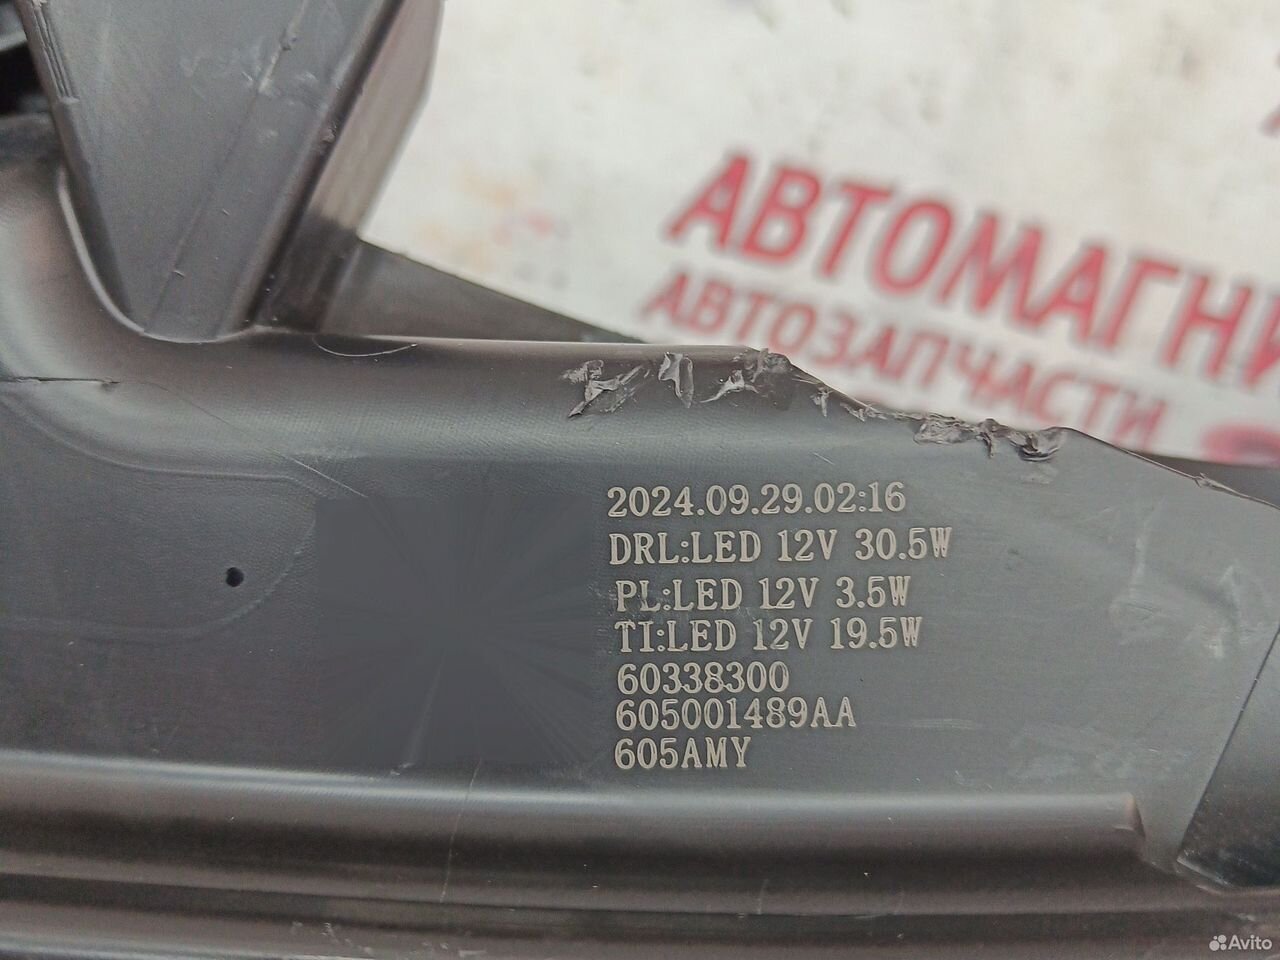 АВТОМАГНИ
АВТОЗАПЧАСТИ
2024.09.29.02:16
DRL:LED 12V 30.5W
PL:LED 12V 3.5W
TI:LED 12V 19.5W
60338300
605001489AA
605AMY
Avito